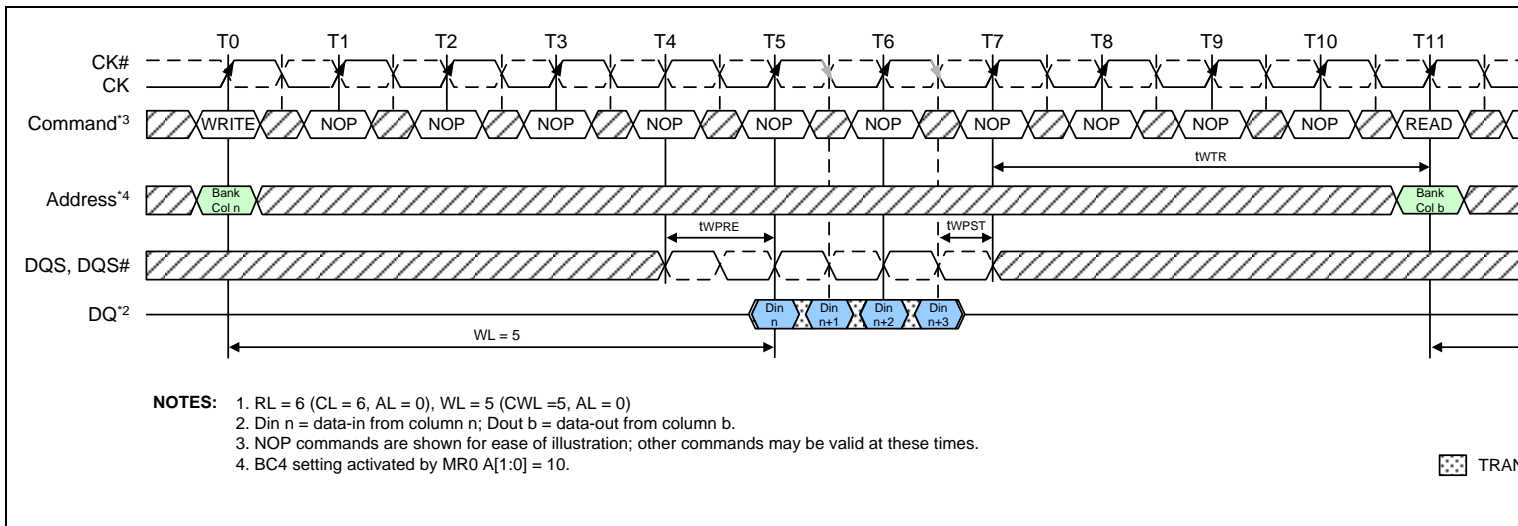 T0 T1 T2 T3 T4 T5 T6 T7 T8 T9 T10 T11
CK#
CK
Command*3 WRITE NOP NOP NOP NOP NOP NOP NOP NOP NOP NOP READ
tWTR
Address*4 Bank Col n Bank Col b
tWPRE tWPST
DQS, DQS#
DQ*2 Din n Din n+1 Din n+2 Din n+3
WL = 5
NOTES: 1. RL = 6 (CL = 6, AL = 0), WL = 5 (CWL =5, AL = 0)
2. Din n = data-in from column n; Dout b = data-out from column b.
3. NOP commands are shown for ease of illustration; other commands may be valid at these times.
4. BC4 setting activated by MR0 A[1:0] = 10.
TRAN